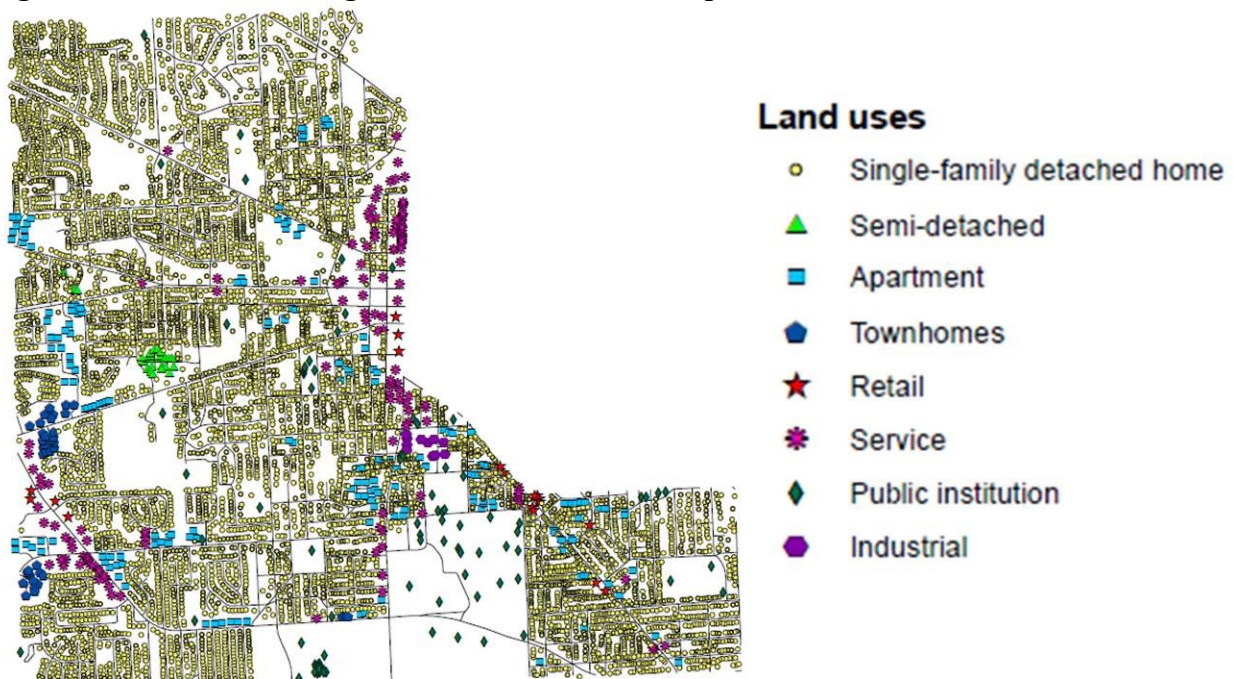 Land uses
Single-family detached home
Semi-detached
Apartment
Townhomes
Retail
Service
Public institution
Industrial